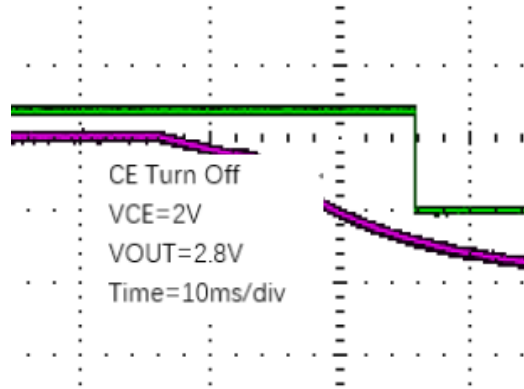 CE Turn Off
VCE=2V
VOUT=2.8V
Time=10ms/div